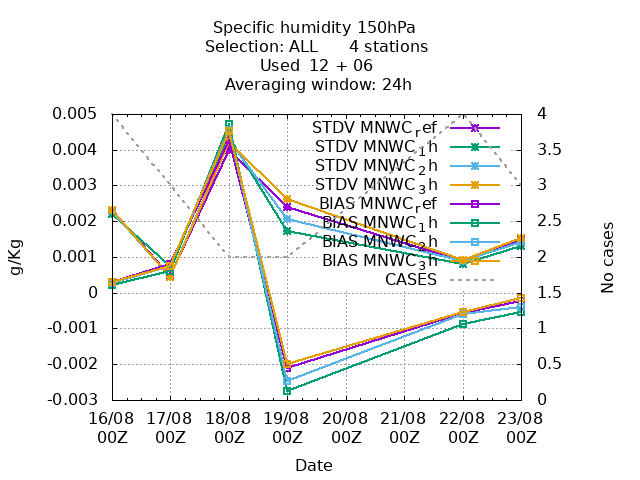 Specific humidity 150hPa
Selection: ALL 4 stations
Used 12 + 06
Averaging window: 24h
0.005
0.004
0.003
0.002
0.001
0
-0.001
-0.002
-0.003
g/Kg
4
3.5
3
2.5
2
1.5
1
0.5
0
No cases
STDV MNWC_ref
STDV MNWC_1h
STDV MNWC_2h
STDV MNWC_3h
BIAS MNWC_ref
BIAS MNWC_1h
BIAS MNWC_2h
BIAS MNWC_3h
CASES
16/08 17/08 18/08 19/08 20/08 21/08 22/08 23/08
00Z 00Z 00Z 00Z 00Z 00Z 00Z 00Z
Date